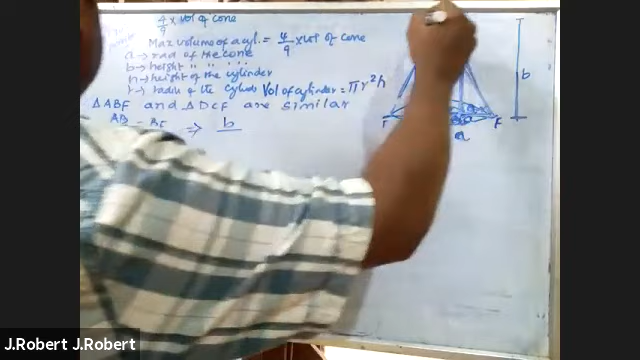 4/9 x vol of cone
Max volume of a cyl. = 4/9 x vol of cone
a → rad of the cone
b → height " " "
h → height of the cylinder
r → radius of the cylinder Vol of cylinder = πr²h
△ABF and △DCF are similar
AB = BF ⇒ b
b
F
F
a
J.Robert J.Robert